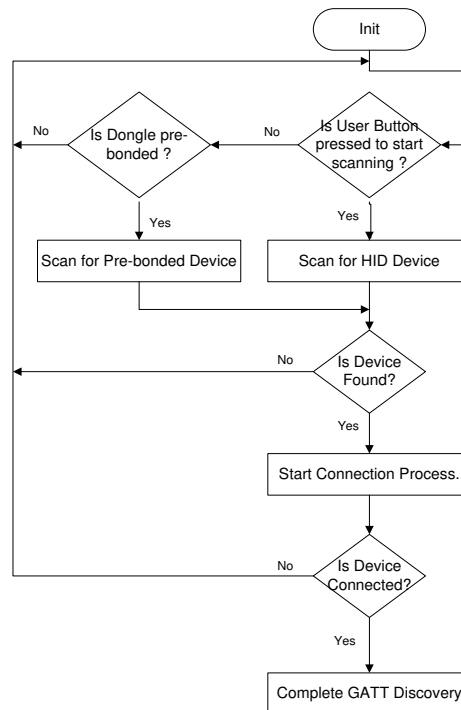 Init
Is Dongle pre-
bonded ?
No
Yes
Is User Button
pressed to start
scanning ?
No
Yes
Scan for Pre-bonded Device
Scan for HID Device
Is Device
Found?
No
Yes
Start Connection Process.
Is Device
Connected?
No
Yes
Complete GATT Discovery